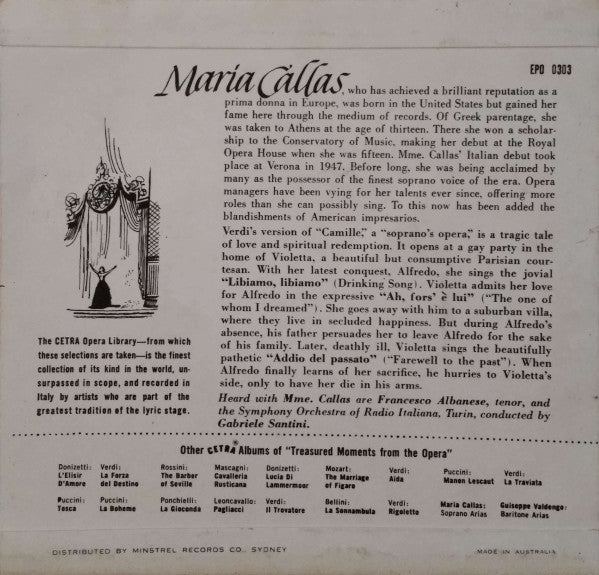 EPO 0303
Maria Callas, who has achieved a brilliant reputation as a
prima donna in Europe, was born in the United States but gained her
fame here through the medium of records. Of Greek parentage, she
was taken to Athens at the age of thirteen. There she won a scholar-
ship to the Conservatory of Music, making her debut at the Royal
Opera House when she was fifteen. Mme. Callas' Italian debut took
place at Verona in 1947. Before long, she was being acclaimed by
many as the possessor of the finest soprano voice of the era. Opera
managers have been vying for her talents ever since, offering more
roles than she can possibly sing. To this now has been added the
blandishments of American impresarios.
Verdi's version of "Camille," a "soprano's opera," is a tragic tale
of love and spiritual redemption. It opens at a gay party in the
home of Violetta, a beautiful but consumptive Parisian cour-
tesan. With her latest conquest, Alfredo, she sings the jovial
"Libiamo, libiamo" (Drinking Song). Violetta admits her love
for Alfredo in the expressive "Ah, fors' è lui" ("The one of
whom I dreamed"). She goes away with him to a suburban villa,
where they live in secluded happiness. But during Alfredo's
absence, his father persuades her to leave Alfredo for the sake
of his family. Later, deathly ill, Violetta sings the beautifully
pathetic "Addio del passato" ("Farewell to the past"). When
Alfredo finally learns of her sacrifice, he hurries to Violetta's
side, only to have her die in his arms.
Heard with Mme. Callas are Francesco Albanese, tenor, and
the Symphony Orchestra of Radio Italiana, Turin, conducted by
Gabriele Santini.
The CETRA Opera Library—from which
these selections are taken—is the finest
collection of its kind in the world, un-
surpassed in scope, and recorded in
Italy by artists who are part of the
greatest tradition of the lyric stage.
Other CETRA® Albums of "Treasured Moments from the Opera"
Donizetti: Verdi: Rossini: Mascagni: Donizetti: Mozart: Verdi: Puccini: Verdi:
L'Elisir La Forza The Barber Cavalleria Lucia Di The Marriage Aida Manon Lescaut La Traviata
D'Amore del Destino of Seville Rusticana Lammermoor of Figaro
Puccini: Puccini: Ponchielli: Leoncavallo: Verdi: Bellini: Verdi: Maria Callas: Guiseppe Valdengo:
Tosca La Boheme La Gioconda Pagliacci Il Trovatore La Sonnambula Rigoletto Soprano Arias Baritone Arias
DISTRIBUTED BY MINSTREL RECORDS CO., SYDNEY
MADE IN AUSTRALIA